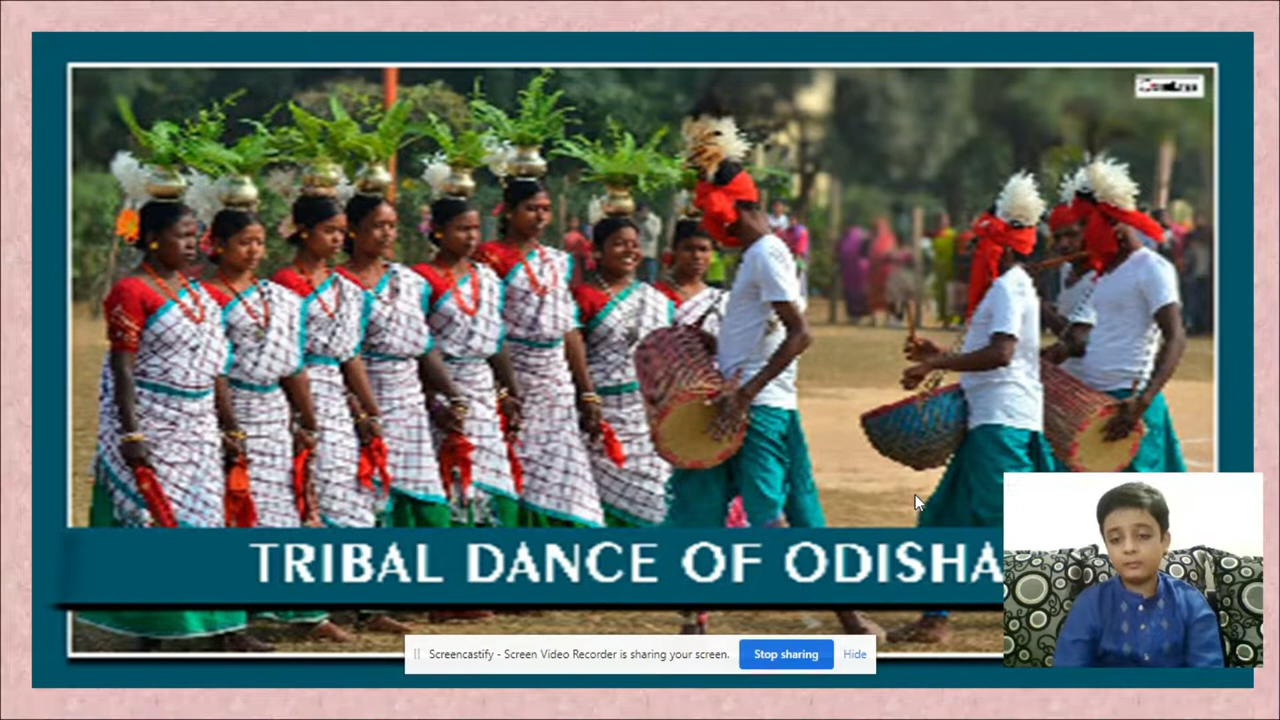 TRIBAL DANCE OF ODISHA
Screencastify - Screen Video Recorder is sharing your screen.
Stop sharing
Hide